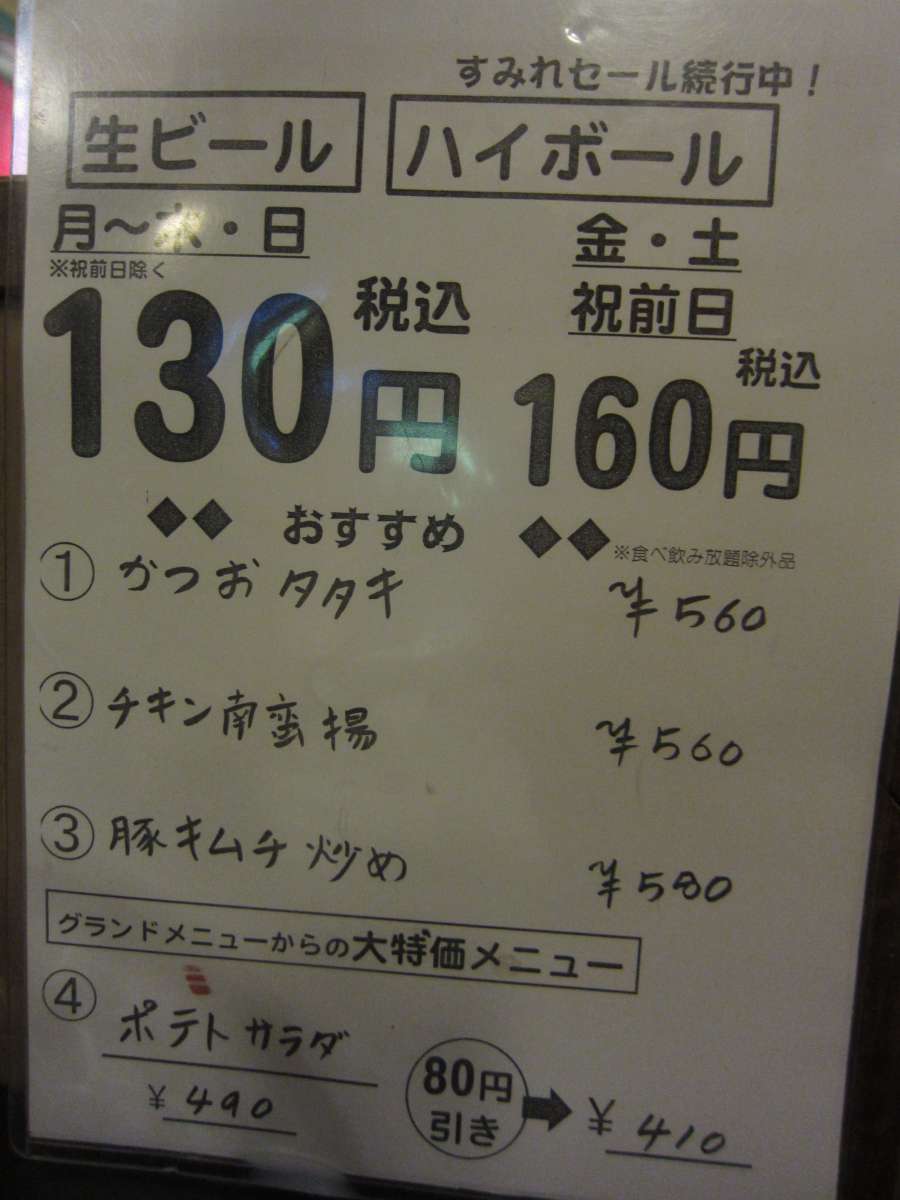 すみれセール続行中！
生ビール ハイボール
月～木・日
※祝前日除く
130円 税込
金・土
祝前日
160円 税込
◆◆ おすすめ ◆◆ ※食べ飲み放題除外品
① かつおタタキ ¥560
② チキン南蛮揚 ¥560
③ 豚キムチ炒め ¥580
グランドメニューからの大特価メニュー
④ ポテトサラダ
¥490 80円引き ➡ ¥410